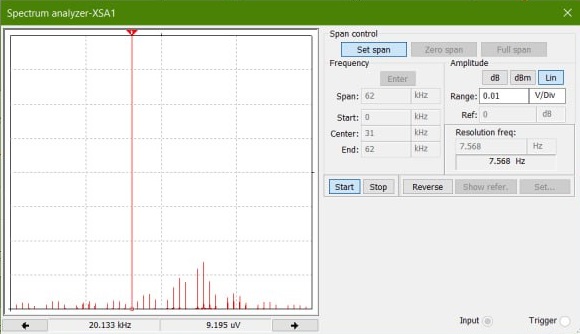 Spectrum analyzer-XSA1
Span control
Set span Zero span Full span
Frequency
Enter
Span: 62 kHz
Start: 0 kHz
Center: 31 kHz
End: 62 kHz
Amplitude
dB dBm Lin
Range: 0.01 V/Div
Ref: 0 dB
Resolution freq:
7.568 Hz
7.568 Hz
Start Stop Reverse Show refer. Set...
20.133 kHz 9.195 uV
Input Trigger